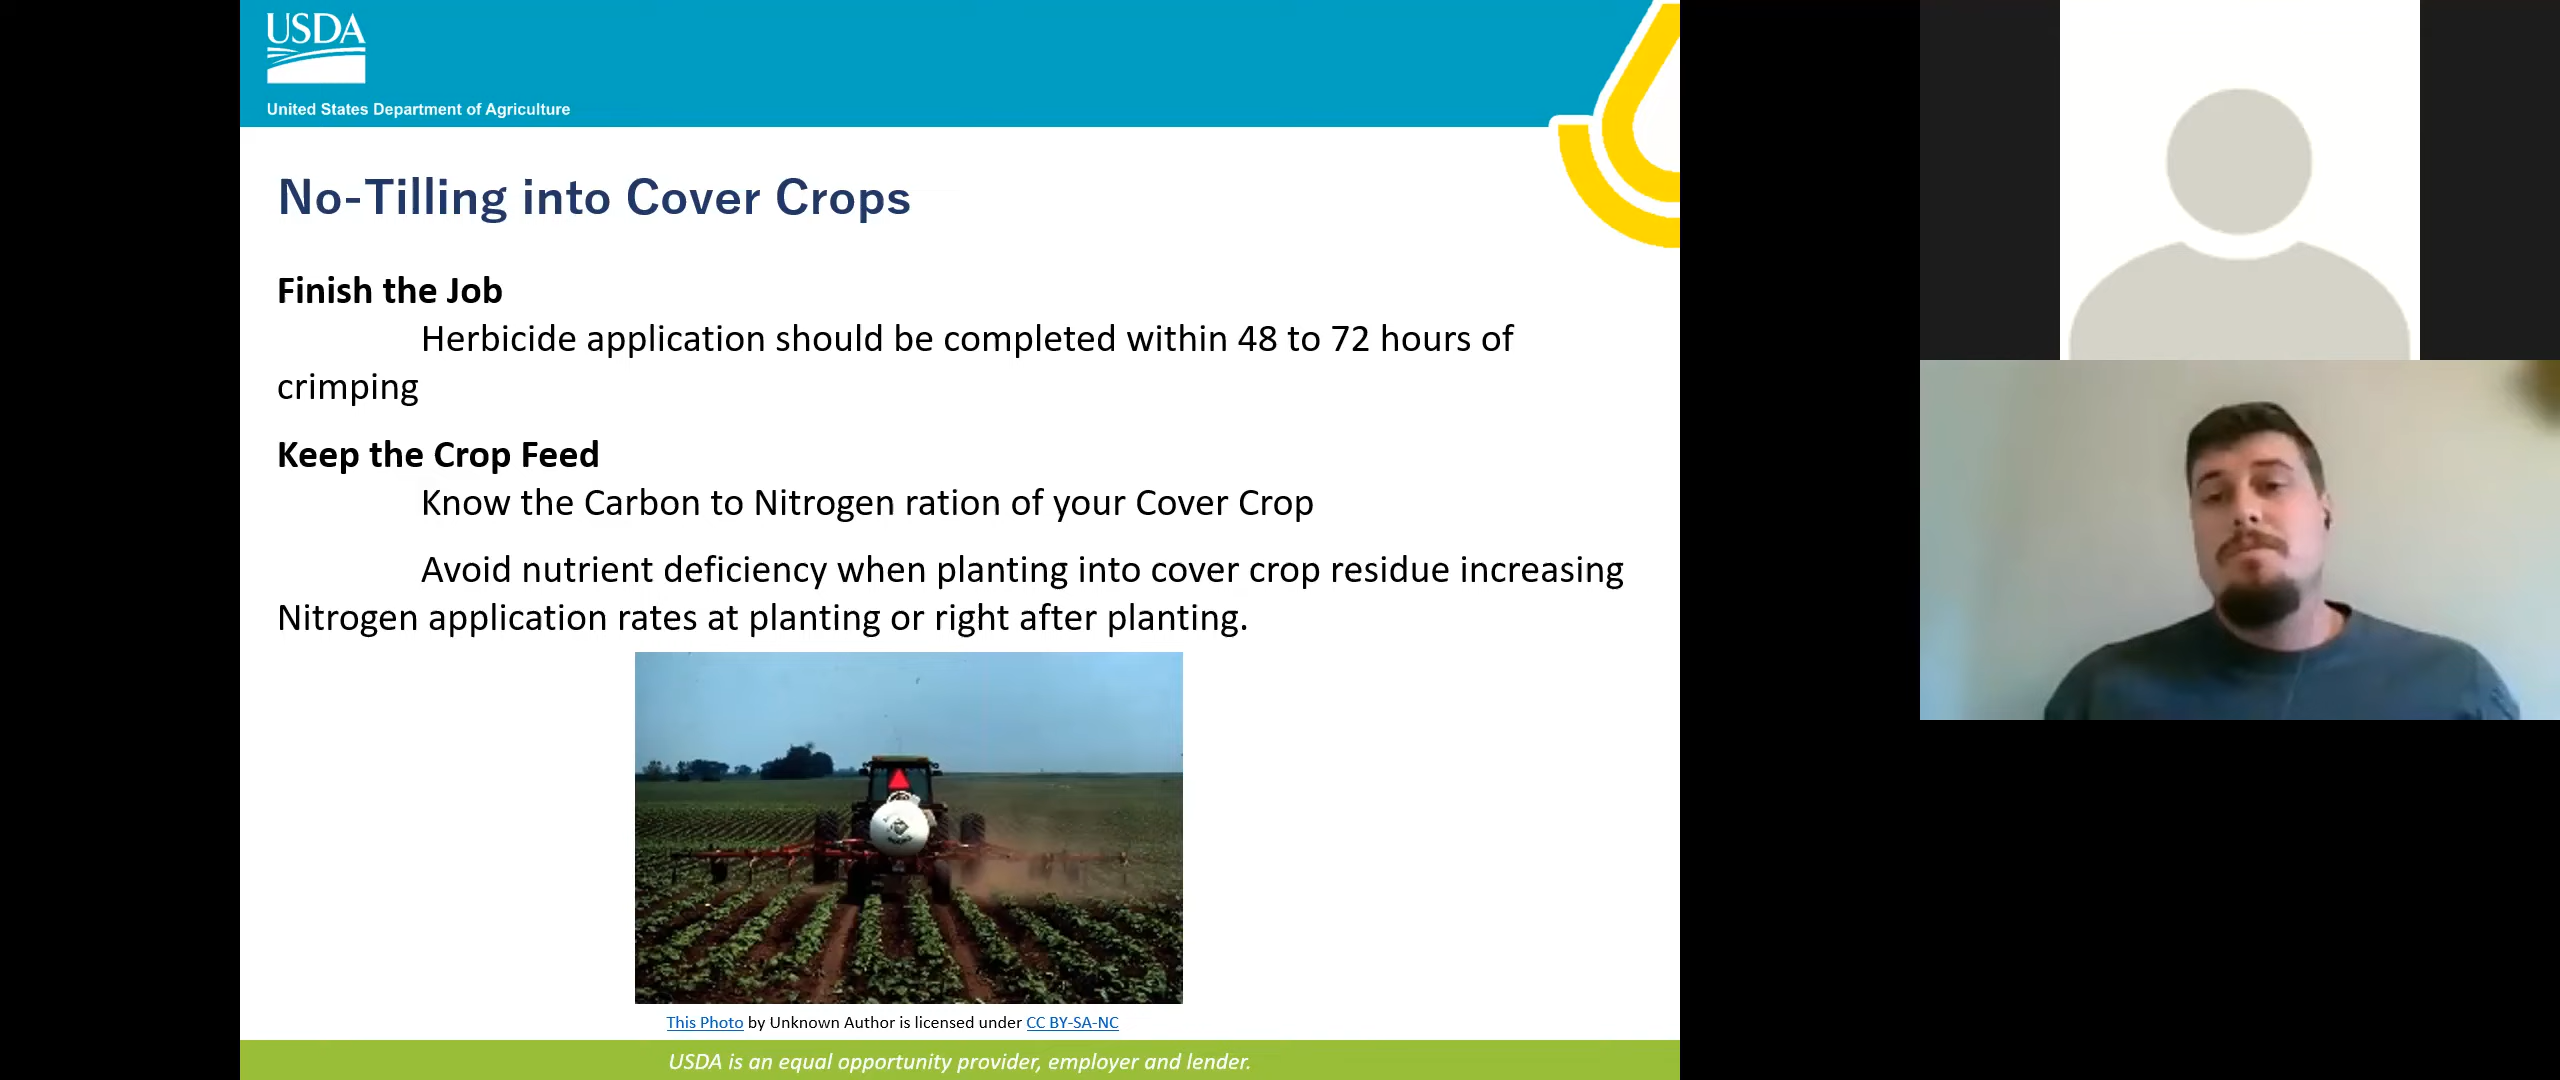 USDA
United States Department of Agriculture
No-Tilling into Cover Crops
Finish the Job
Herbicide application should be completed within 48 to 72 hours of
crimping
Keep the Crop Feed
Know the Carbon to Nitrogen ration of your Cover Crop
Avoid nutrient deficiency when planting into cover crop residue increasing
Nitrogen application rates at planting or right after planting.
This Photo by Unknown Author is licensed under CC BY-SA-NC
USDA is an equal opportunity provider, employer and lender.